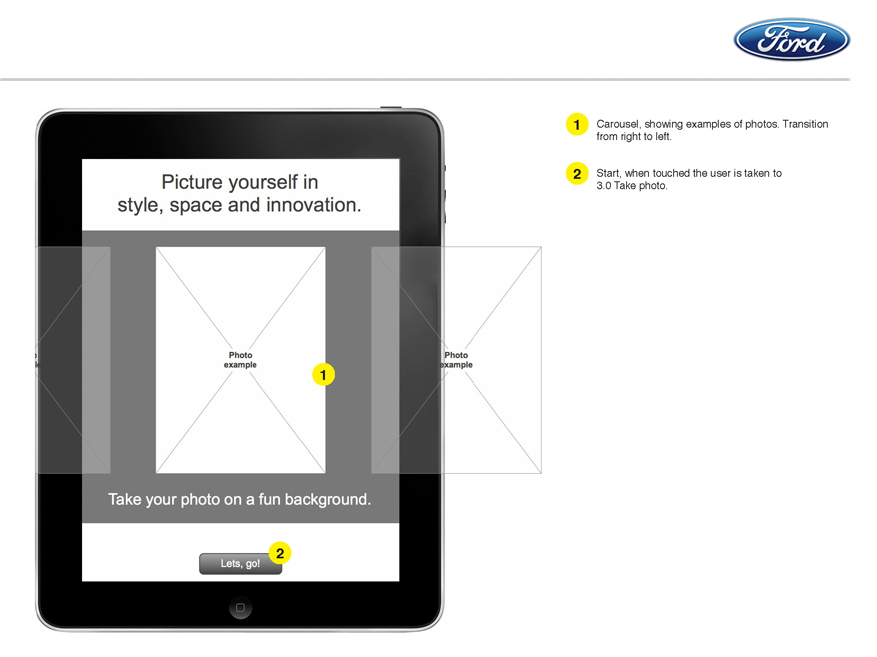 Ford
1 Carousel, showing examples of photos. Transition
from right to left.
2 Start, when touched the user is taken to
3.0 Take photo.
Picture yourself in
style, space and innovation.
Photo
example
1
Photo
example
Take your photo on a fun background.
Lets, go!
2